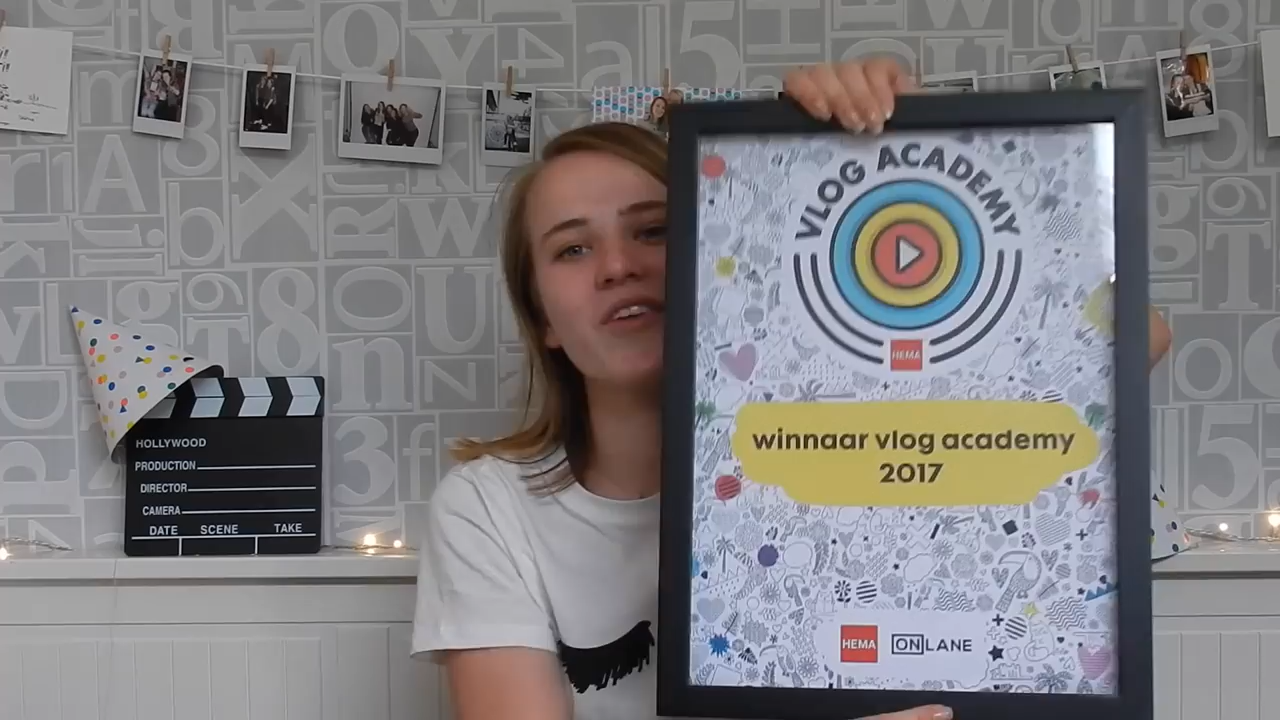 VLOG ACADEMY
HEMA
winnaar vlog academy
2017
HEMA ONLANE
HOLLYWOOD
PRODUCTION
DIRECTOR
CAMERA
DATE SCENE TAKE